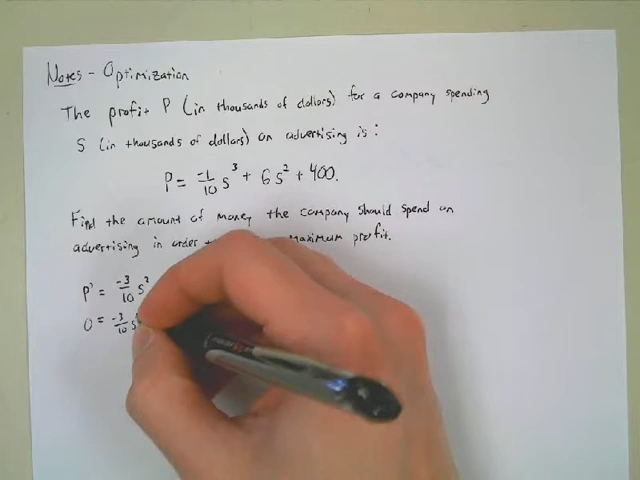 Notes - Optimization
The profit P (in thousands of dollars) for a company spending
S (in thousands of dollars) on advertising is:
P = -1/10 s³ + 6s² + 400.
Find the amount of money the company should spend on
advertising in order maximum profit.
P' = -3/10 s²
0 = -3/10 s